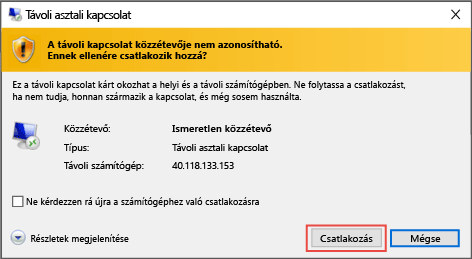 Távoli asztali kapcsolat
A távoli kapcsolat közzétevője nem azonosítható.
Ennek ellenére csatlakozik hozzá?
Ez a távoli kapcsolat kárt okozhat a helyi és a távoli számítógépben. Ne folytassa a csatlakozást,
ha nem tudja, honnan származik a kapcsolat, és még sosem használta.
Közzétevő: Ismeretlen közzétevő
Típus: Távoli asztali kapcsolat
Távoli számítógép: 40.118.133.153
Ne kérdezzen rá újra a számítógéphez való csatlakozásra
Részletek megjelenítése Csatlakozás Mégse